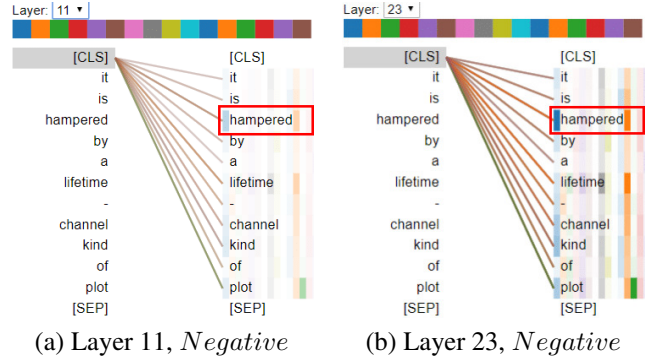 Layer: 11
[CLS] [CLS]
it it
is is
hampered hampered
by by
a a
lifetime lifetime
- -
channel channel
kind kind
of of
plot plot
[SEP] [SEP]
(a) Layer 11, Negative
Layer: 23
[CLS] [CLS]
it it
is is
hampered hampered
by by
a a
lifetime lifetime
- -
channel channel
kind kind
of of
plot plot
[SEP] [SEP]
(b) Layer 23, Negative